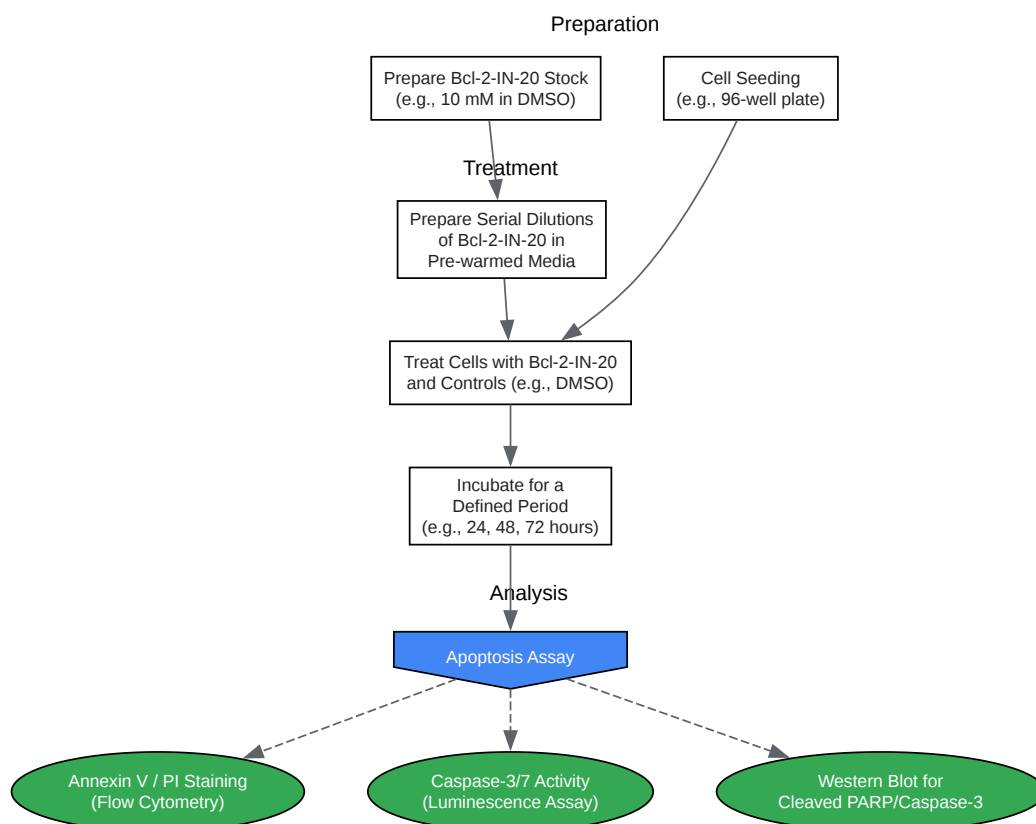 Preparation
Prepare Bcl-2-IN-20 Stock
(e.g., 10 mM in DMSO)
Cell Seeding
(e.g., 96-well plate)
Treatment
Prepare Serial Dilutions
of Bcl-2-IN-20 in
Pre-warmed Media
Treat Cells with Bcl-2-IN-20
and Controls (e.g., DMSO)
Incubate for a
Defined Period
(e.g., 24, 48, 72 hours)
Analysis
Apoptosis Assay
Annexin V / PI Staining
(Flow Cytometry)
Caspase-3/7 Activity
(Luminescence Assay)
Western Blot for
Cleaved PARP/Caspase-3